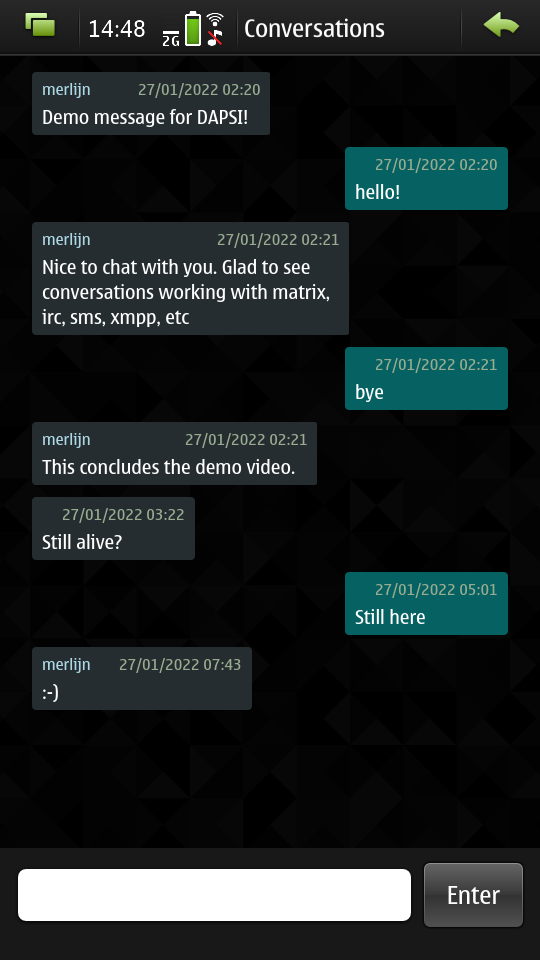 14:48 2G Conversations
merlijn 27/01/2022 02:20
Demo message for DAPSI!
27/01/2022 02:20
hello!
merlijn 27/01/2022 02:21
Nice to chat with you. Glad to see
conversations working with matrix,
irc, sms, xmpp, etc
27/01/2022 02:21
bye
merlijn 27/01/2022 02:21
This concludes the demo video.
27/01/2022 03:22
Still alive?
27/01/2022 05:01
Still here
merlijn 27/01/2022 07:43
:-)
Enter